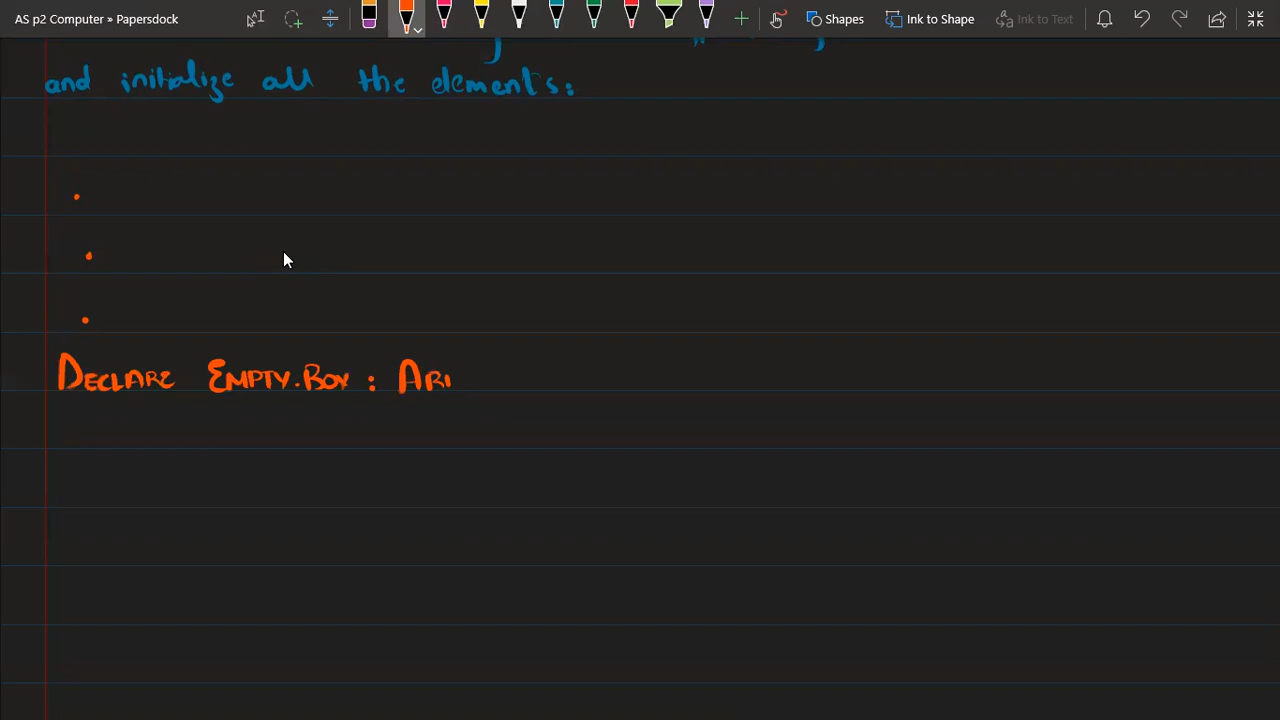 AS p2 Computer » Papersdock
Shapes
Ink to Shape
Ink to Text
and initialize all the elements:
DECLARE EMPTY.BOY : ARI